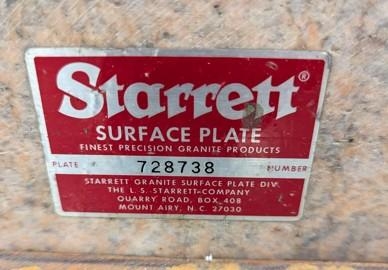 Starrett®
SURFACE PLATE
FINEST PRECISION GRANITE PRODUCTS
PLATE 728738 NUMBER
STARRETT GRANITE SURFACE PLATE DIV.
THE L. S. STARRETT COMPANY
QUARRY ROAD, BOX 408
MOUNT AIRY, N. C. 27030